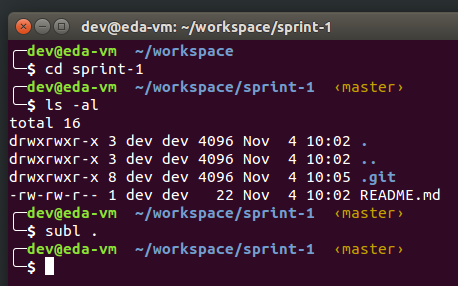 dev@eda-vm: ~/workspace/sprint-1
╭─dev@eda-vm ~/workspace
╰─$ cd sprint-1
╭─dev@eda-vm ~/workspace/sprint-1 ‹master›
╰─$ ls -al
total 16
drwxrwxr-x 3 dev dev 4096 Nov  4 10:02 .
drwxrwxr-x 3 dev dev 4096 Nov  4 10:02 ..
drwxrwxr-x 8 dev dev 4096 Nov  4 10:05 .git
-rw-rw-r-- 1 dev dev   22 Nov  4 10:02 README.md
╭─dev@eda-vm ~/workspace/sprint-1 ‹master›
╰─$ subl .
╭─dev@eda-vm ~/workspace/sprint-1 ‹master›
╰─$